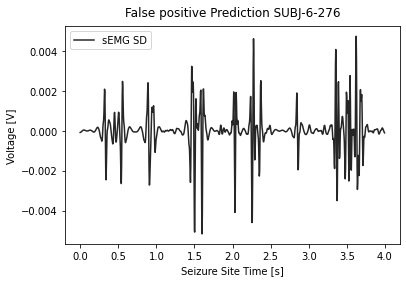 False positive Prediction SUBJ-6-276
sEMG SD
Voltage [V]
0.004
0.002
0.000
−0.002
−0.004
0.0 0.5 1.0 1.5 2.0 2.5 3.0 3.5 4.0
Seizure Site Time [s]